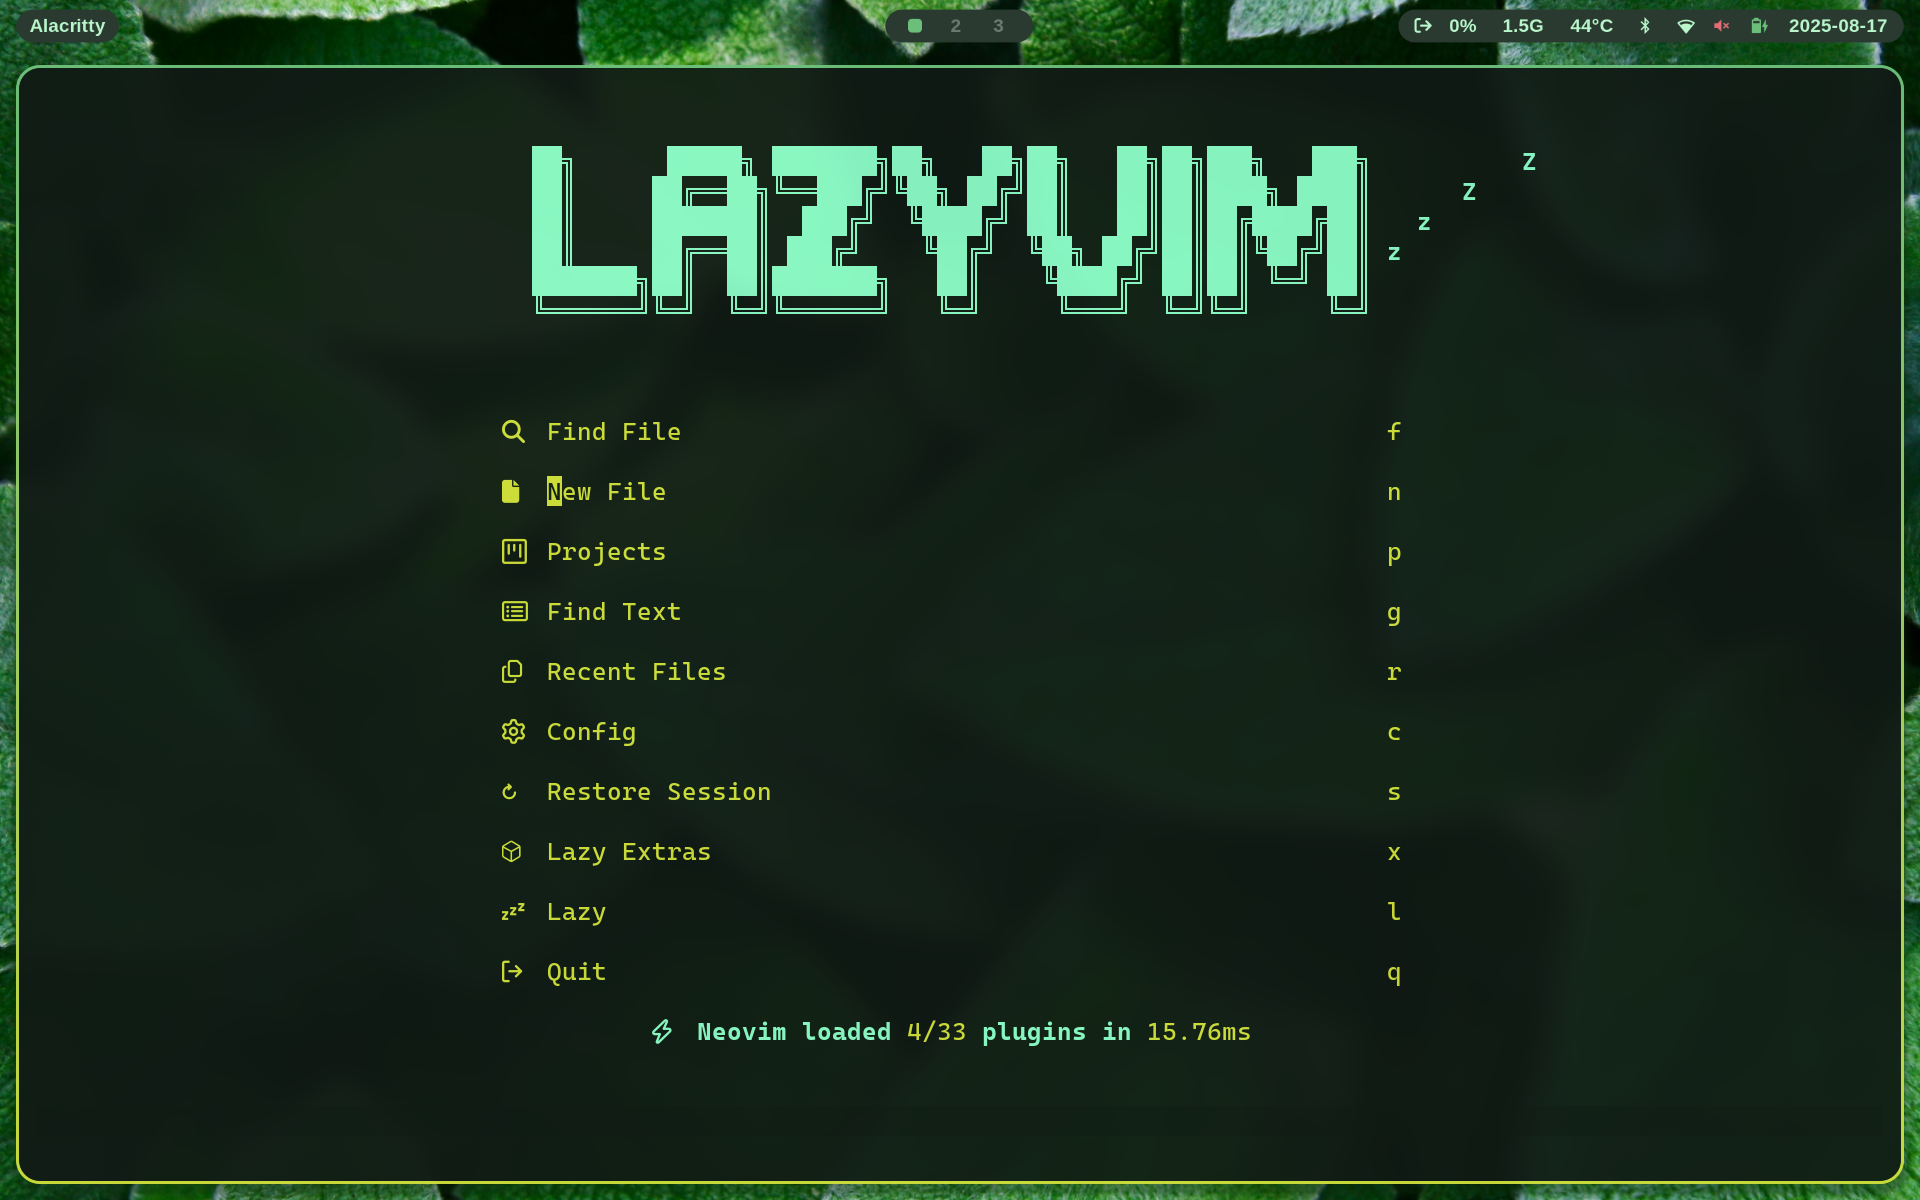 Alacritty
2 3
0% 1.5G 44°C 2025-08-17
LAZYVIM
Z
Z
z
z
Find File f
New File n
Projects p
Find Text g
Recent Files r
Config c
Restore Session s
Lazy Extras x
zzz Lazy l
Quit q
Neovim loaded 4/33 plugins in 15.76ms